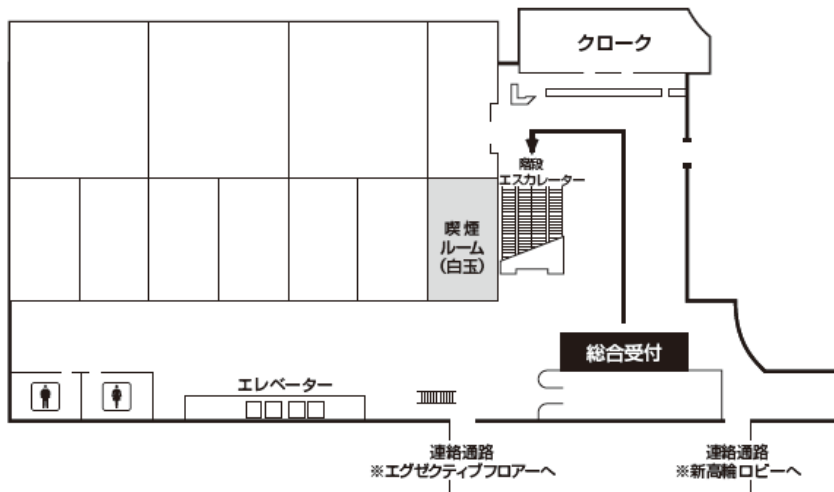 クローク
階段
エスカレーター
喫煙
ルーム
(白玉)
総合受付
エレベーター
連絡通路
※エグゼクティブフロアーへ
連絡通路
※新高輪ロビーへ